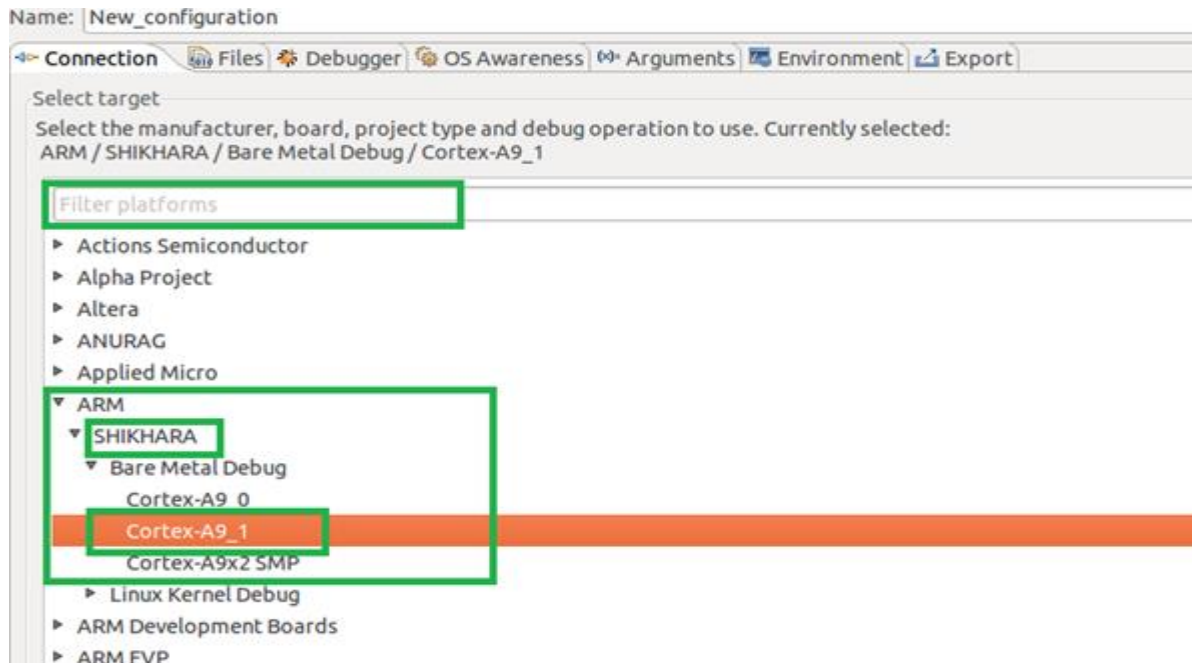 Name: New_configuration
Connection Files Debugger OS Awareness Arguments Environment Export
Select target
Select the manufacturer, board, project type and debug operation to use. Currently selected:
ARM / SHIKHARA / Bare Metal Debug / Cortex-A9_1
Filter platforms
Actions Semiconductor
Alpha Project
Altera
ANURAG
Applied Micro
ARM
SHIKHARA
Bare Metal Debug
Cortex-A9_0
Cortex-A9_1
Cortex-A9x2 SMP
Linux Kernel Debug
ARM Development Boards
ARM FVP